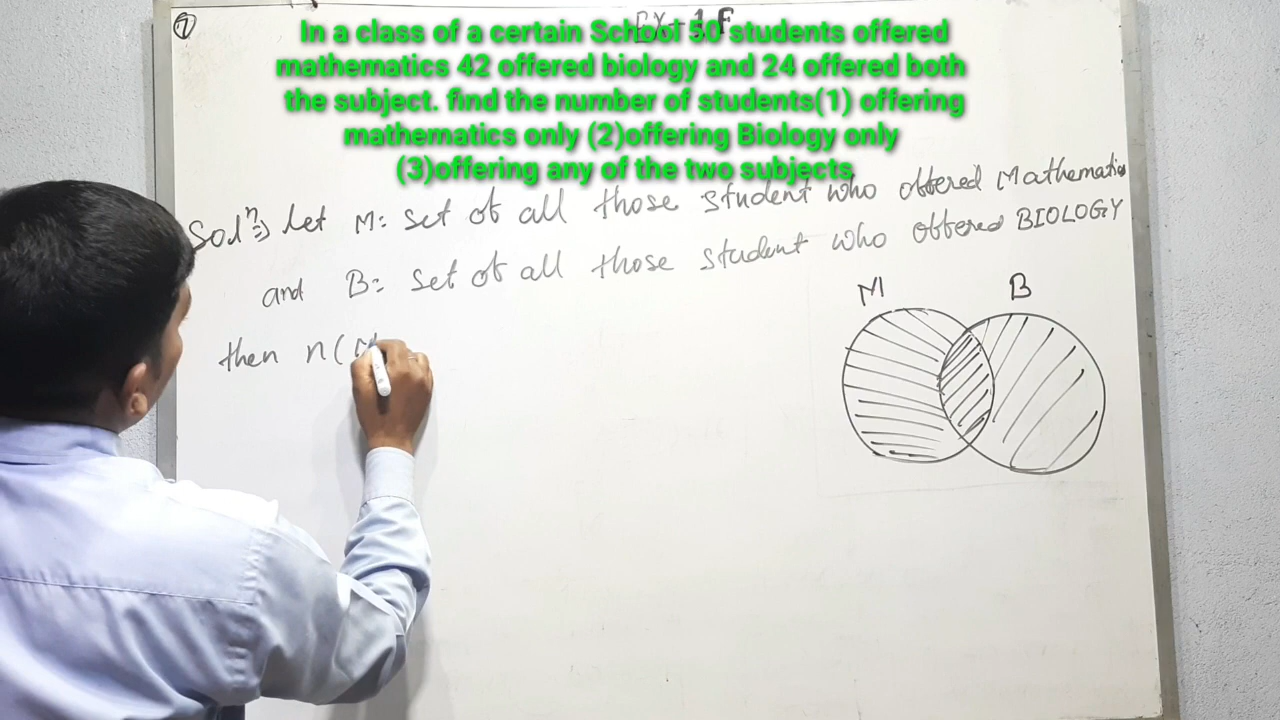 7
EX-1F
In a class of a certain School 50 students offered
mathematics 42 offered biology and 24 offered both
the subject. find the number of students(1) offering
mathematics only (2)offering Biology only
(3)offering any of the two subjects
Solⁿ⇒ let M: set of all those student who offered Mathematics
and B: set of all those student who offered BIOLOGY
M B
then n(M